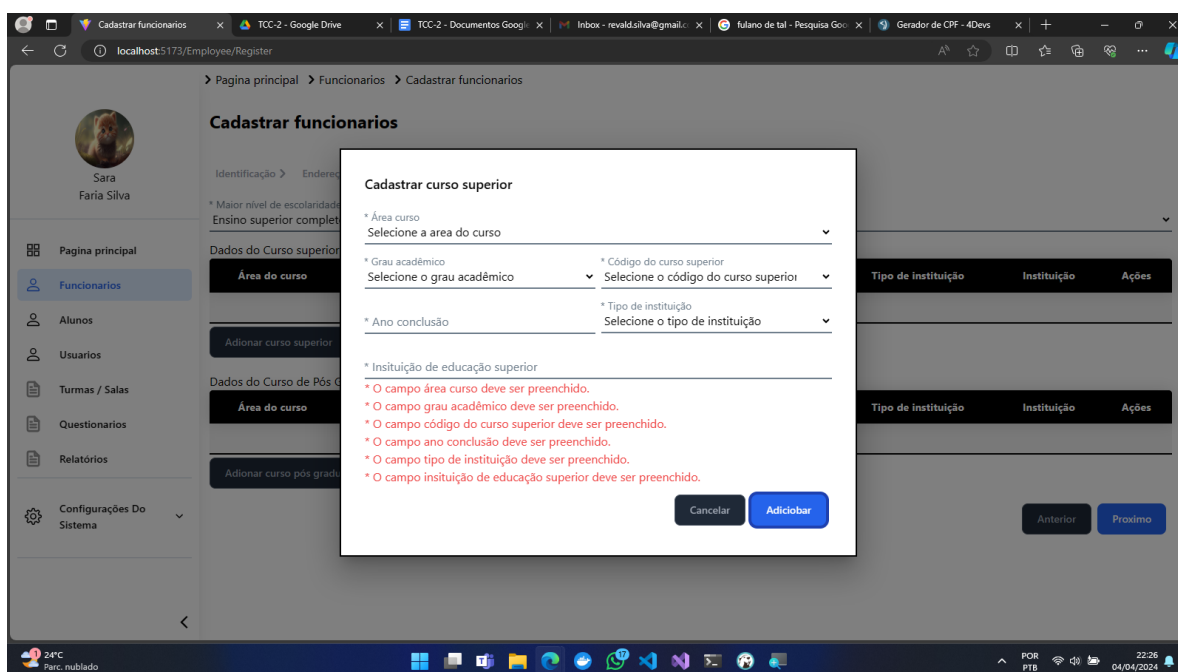 Cadastrar funcionarios
TCC-2 - Google Drive
TCC-2 - Documentos Googl
Inbox - revald.silva@gmail.c
fulano de tal - Pesquisa Goo
Gerador de CPF - 4Devs
localhost:5173/Employee/Register
Pagina principal Funcionarios Cadastrar funcionarios
Cadastrar funcionarios
Sara
Faria Silva
Pagina principal
Funcionarios
Alunos
Usuarios
Turmas / Salas
Questionarios
Relatórios
Configurações Do
Sistema
Identificação Endereç
* Maior nível de escolaridade
Ensino superior complet
Dados do Curso superior
Área do curso Tipo de instituição Instituição Ações
Adionar curso superior
Dados do Curso de Pós G
Área do curso Tipo de instituição Instituição Ações
Adionar curso pós gradu
Anterior Proximo
Cadastrar curso superior
* Área curso
Selecione a area do curso
* Grau acadêmico * Código do curso superior
Selecione o grau acadêmico Selecione o código do curso superior
* Tipo de instituição
* Ano conclusão Selecione o tipo de instituição
* Insituição de educação superior
* O campo área curso deve ser preenchido.
* O campo grau acadêmico deve ser preenchido.
* O campo código do curso superior deve ser preenchido.
* O campo ano conclusão deve ser preenchido.
* O campo tipo de instituição deve ser preenchido.
* O campo insituição de educação superior deve ser preenchido.
Cancelar Adiciobar
1
24°C
Parc. nublado
17
POR
PTB
22:26
04/04/2024